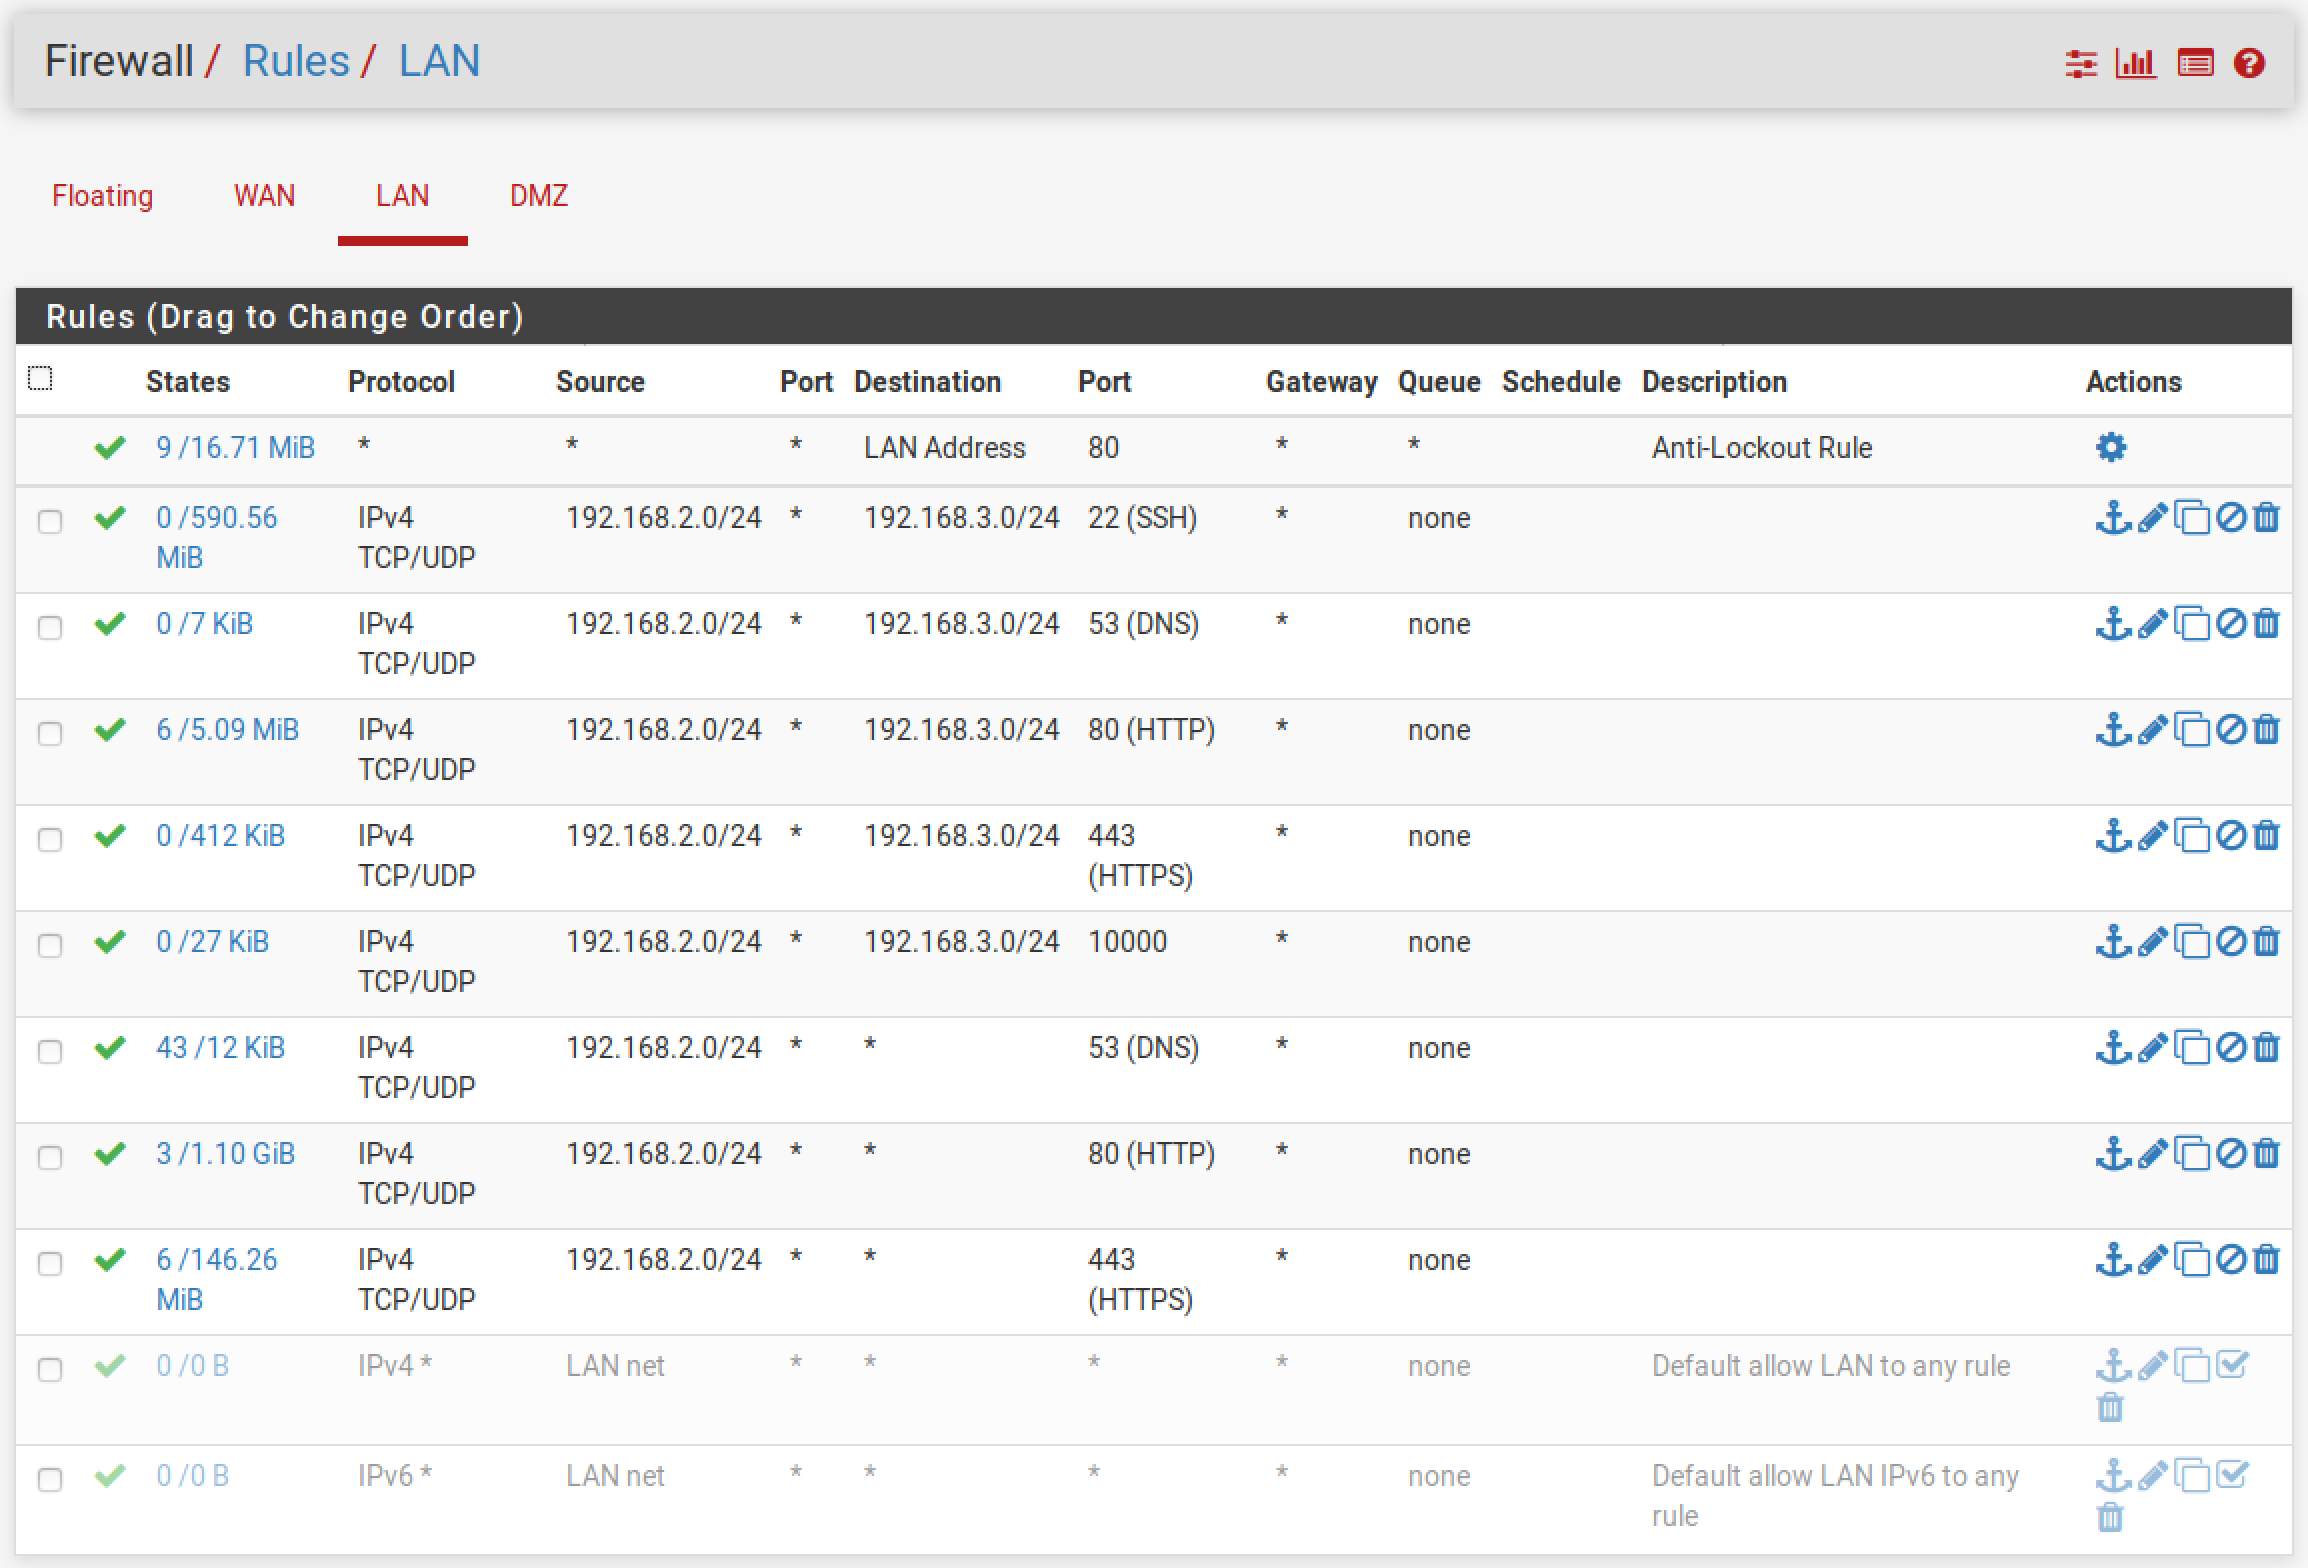 Firewall / Rules / LAN
Floating WAN LAN DMZ
Rules (Drag to Change Order)
States Protocol Source Port Destination Port Gateway Queue Schedule Description Actions
9 /16.71 MiB * * * LAN Address 80 * * Anti-Lockout Rule
0 /590.56 IPv4 192.168.2.0/24 * 192.168.3.0/24 22 (SSH) * none
MiB TCP/UDP
0 /7 KiB IPv4 192.168.2.0/24 * 192.168.3.0/24 53 (DNS) * none
TCP/UDP
6 /5.09 MiB IPv4 192.168.2.0/24 * 192.168.3.0/24 80 (HTTP) * none
TCP/UDP
0 /412 KiB IPv4 192.168.2.0/24 * 192.168.3.0/24 443 * none
TCP/UDP (HTTPS)
0 /27 KiB IPv4 192.168.2.0/24 * 192.168.3.0/24 10000 * none
TCP/UDP
43 /12 KiB IPv4 192.168.2.0/24 * * 53 (DNS) * none
TCP/UDP
3 /1.10 GiB IPv4 192.168.2.0/24 * * 80 (HTTP) * none
TCP/UDP
6 /146.26 IPv4 192.168.2.0/24 * * 443 * none
MiB TCP/UDP (HTTPS)
0 /0 B IPv4 * LAN net * * * * none Default allow LAN to any rule
0 /0 B IPv6 * LAN net * * * * none Default allow LAN IPv6 to any
rule